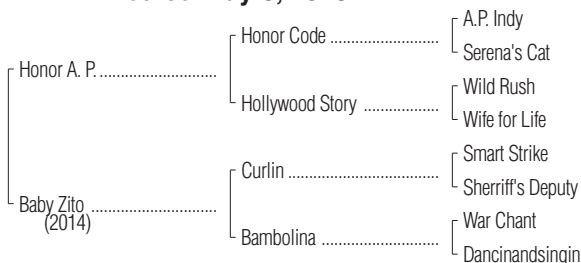 A.P. Indy
Honor Code
Serena's Cat
Honor A. P.
Wild Rush
Hollywood Story
Wife for Life
Smart Strike
Curlin
Sherriff's Deputy
Baby Zito
(2014)
War Chant
Bambolina
Dancinandsingin